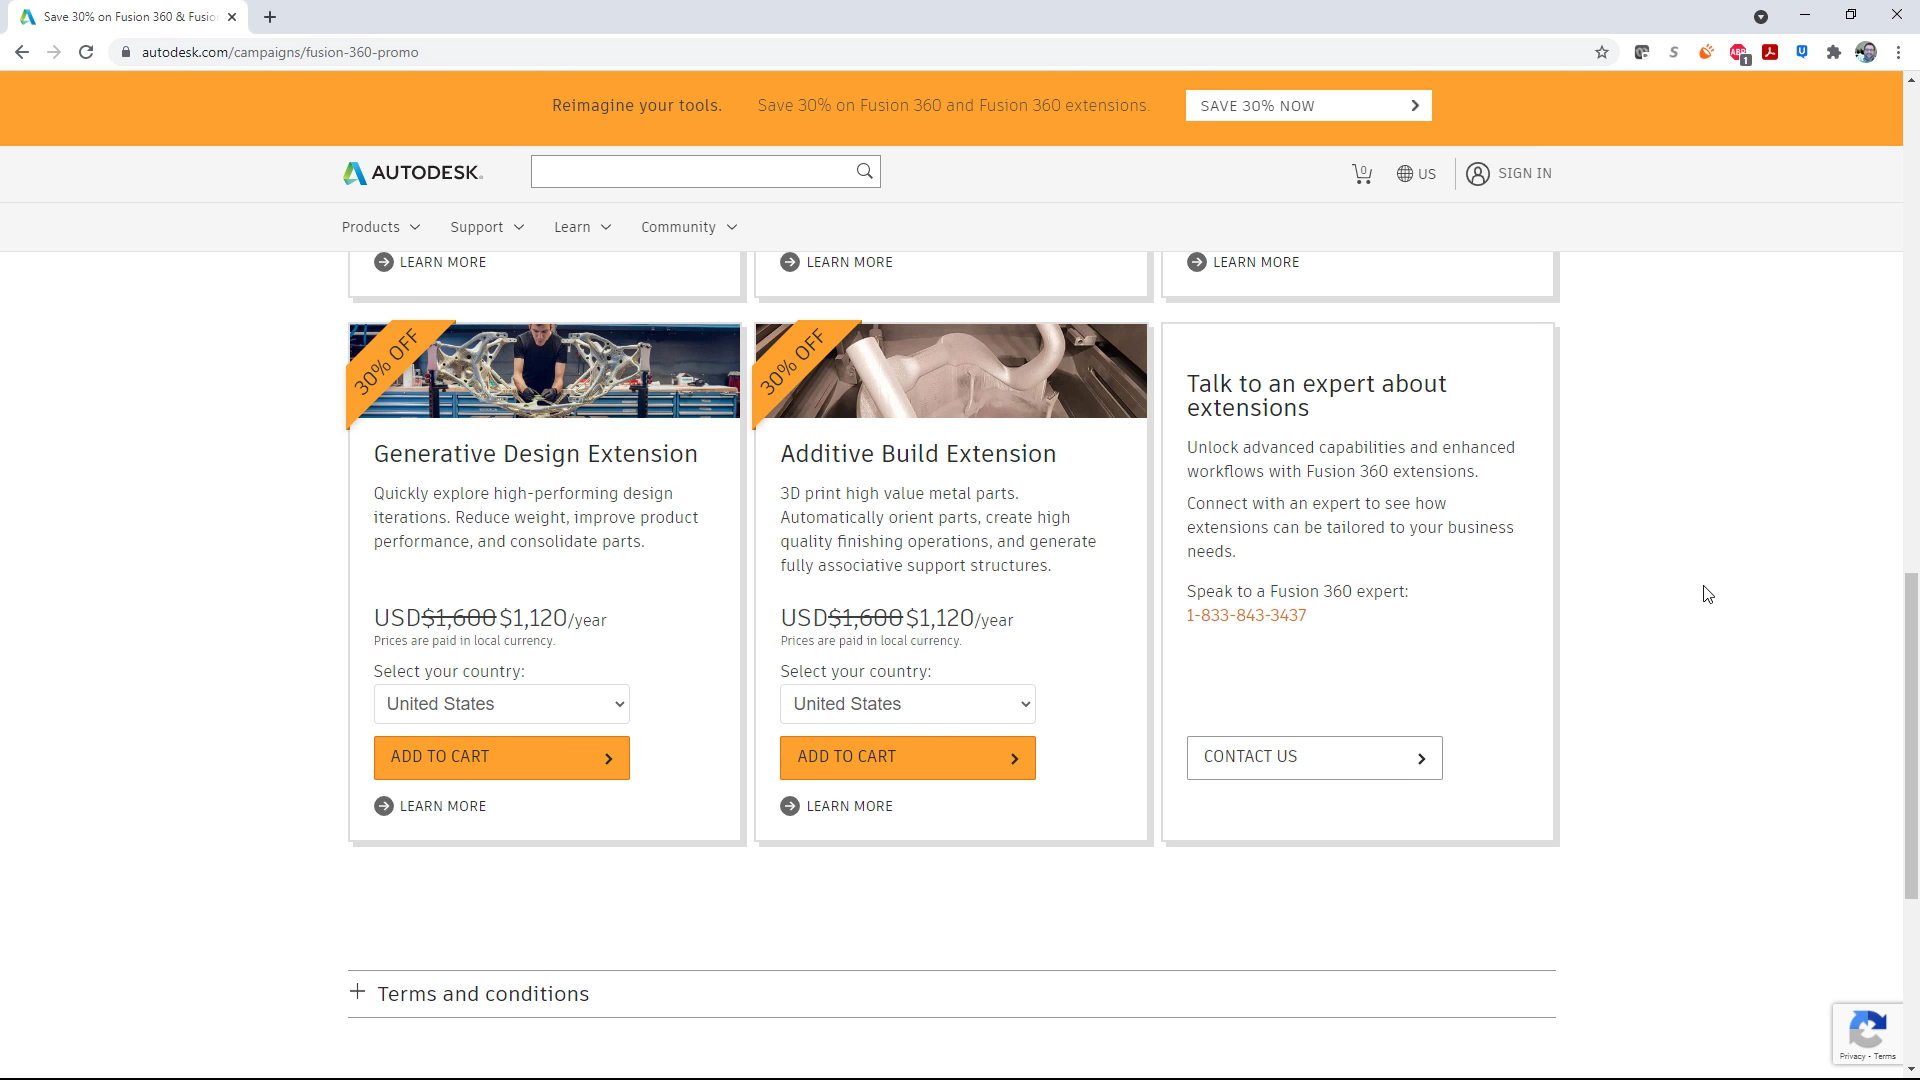 Save 30% on Fusion 360 & Fusio
autodesk.com/campaigns/fusion-360-promo
S
ABP
1
Reimagine your tools. Save 30% on Fusion 360 and Fusion 360 extensions. SAVE 30% NOW
AUTODESK
0
US
SIGN IN
Products Support Learn Community
LEARN MORE LEARN MORE LEARN MORE
30% OFF
Generative Design Extension
Quickly explore high-performing design
iterations. Reduce weight, improve product
performance, and consolidate parts.
USD$1,600 $1,120/year
Prices are paid in local currency.
Select your country:
United States
ADD TO CART
LEARN MORE
30% OFF
Additive Build Extension
3D print high value metal parts.
Automatically orient parts, create high
quality finishing operations, and generate
fully associative support structures.
USD$1,600 $1,120/year
Prices are paid in local currency.
Select your country:
United States
ADD TO CART
LEARN MORE
Talk to an expert about
extensions
Unlock advanced capabilities and enhanced
workflows with Fusion 360 extensions.
Connect with an expert to see how
extensions can be tailored to your business
needs.
Speak to a Fusion 360 expert:
1-833-843-3437
CONTACT US
Terms and conditions
Privacy - Terms